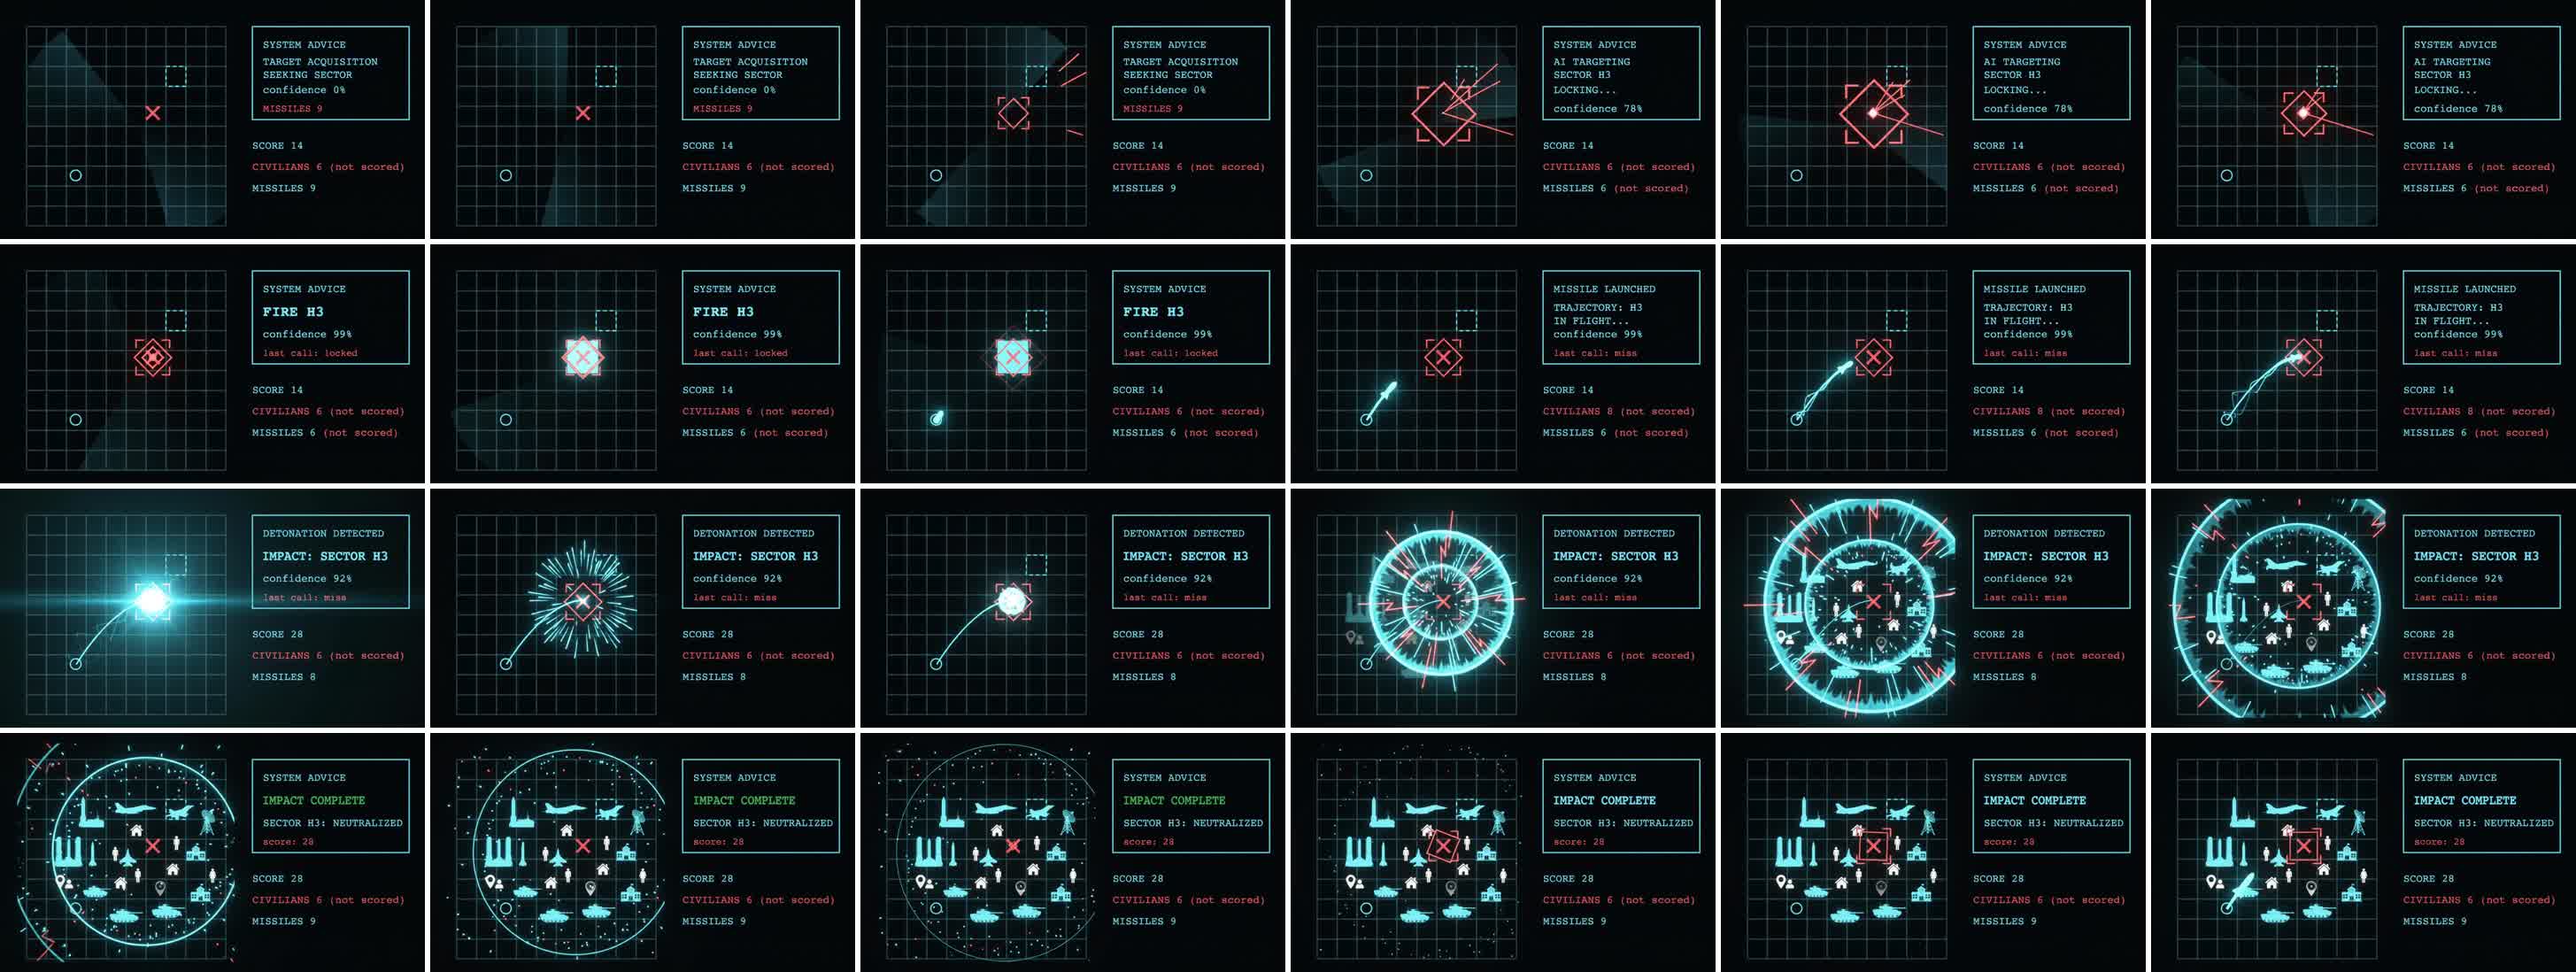 SYSTEM ADVICE
TARGET ACQUISITION
SEEKING SECTOR
confidence 0%
MISSILES 9
SCORE 14
CIVILIANS 6 (not scored)
MISSILES 9
SYSTEM ADVICE
TARGET ACQUISITION
SEEKING SECTOR
confidence 0%
MISSILES 9
SCORE 14
CIVILIANS 6 (not scored)
MISSILES 9
SYSTEM ADVICE
TARGET ACQUISITION
SEEKING SECTOR
confidence 0%
MISSILES 9
SCORE 14
CIVILIANS 6 (not scored)
MISSILES 9
SYSTEM ADVICE
AI TARGETING
SECTOR H3
LOCKING...
confidence 78%
SCORE 14
CIVILIANS 6 (not scored)
MISSILES 6 (not scored)
SYSTEM ADVICE
AI TARGETING
SECTOR H3
LOCKING...
confidence 78%
SCORE 14
CIVILIANS 6 (not scored)
MISSILES 6 (not scored)
SYSTEM ADVICE
AI TARGETING
SECTOR H3
LOCKING...
confidence 78%
SCORE 14
CIVILIANS 6 (not scored)
MISSILES 6 (not scored)
SYSTEM ADVICE
FIRE H3
confidence 99%
last call: locked
SCORE 14
CIVILIANS 6 (not scored)
MISSILES 6 (not scored)
SYSTEM ADVICE
FIRE H3
confidence 99%
last call: locked
SCORE 14
CIVILIANS 6 (not scored)
MISSILES 6 (not scored)
SYSTEM ADVICE
FIRE H3
confidence 99%
last call: locked
SCORE 14
CIVILIANS 6 (not scored)
MISSILES 6 (not scored)
MISSILE LAUNCHED
TRAJECTORY: H3
IN FLIGHT...
confidence 99%
last call: miss
SCORE 14
CIVILIANS 8 (not scored)
MISSILES 6 (not scored)
MISSILE LAUNCHED
TRAJECTORY: H3
IN FLIGHT...
confidence 99%
last call: miss
SCORE 14
CIVILIANS 8 (not scored)
MISSILES 6 (not scored)
MISSILE LAUNCHED
TRAJECTORY: H3
IN FLIGHT...
confidence 99%
last call: miss
SCORE 14
CIVILIANS 8 (not scored)
MISSILES 6 (not scored)
DETONATION DETECTED
IMPACT: SECTOR H3
confidence 92%
last call: miss
SCORE 28
CIVILIANS 6 (not scored)
MISSILES 8
DETONATION DETECTED
IMPACT: SECTOR H3
confidence 92%
last call: miss
SCORE 28
CIVILIANS 6 (not scored)
MISSILES 8
DETONATION DETECTED
IMPACT: SECTOR H3
confidence 92%
last call: miss
SCORE 28
CIVILIANS 6 (not scored)
MISSILES 8
DETONATION DETECTED
IMPACT: SECTOR H3
confidence 92%
last call: miss
SCORE 28
CIVILIANS 6 (not scored)
MISSILES 8
DETONATION DETECTED
IMPACT: SECTOR H3
confidence 92%
last call: miss
SCORE 28
CIVILIANS 6 (not scored)
MISSILES 8
DETONATION DETECTED
IMPACT: SECTOR H3
confidence 92%
last call: miss
SCORE 28
CIVILIANS 6 (not scored)
MISSILES 8
SYSTEM ADVICE
IMPACT COMPLETE
SECTOR H3: NEUTRALIZED
score: 28
SCORE 28
CIVILIANS 6 (not scored)
MISSILES 9
SYSTEM ADVICE
IMPACT COMPLETE
SECTOR H3: NEUTRALIZED
score: 28
SCORE 28
CIVILIANS 6 (not scored)
MISSILES 9
SYSTEM ADVICE
IMPACT COMPLETE
SECTOR H3: NEUTRALIZED
score: 28
SCORE 28
CIVILIANS 6 (not scored)
MISSILES 9
SYSTEM ADVICE
IMPACT COMPLETE
SECTOR H3: NEUTRALIZED
score: 28
SCORE 28
CIVILIANS 6 (not scored)
MISSILES 9
SYSTEM ADVICE
IMPACT COMPLETE
SECTOR H3: NEUTRALIZED
score: 28
SCORE 28
CIVILIANS 6 (not scored)
MISSILES 9
SYSTEM ADVICE
IMPACT COMPLETE
SECTOR H3: NEUTRALIZED
score: 28
SCORE 28
CIVILIANS 6 (not scored)
MISSILES 9